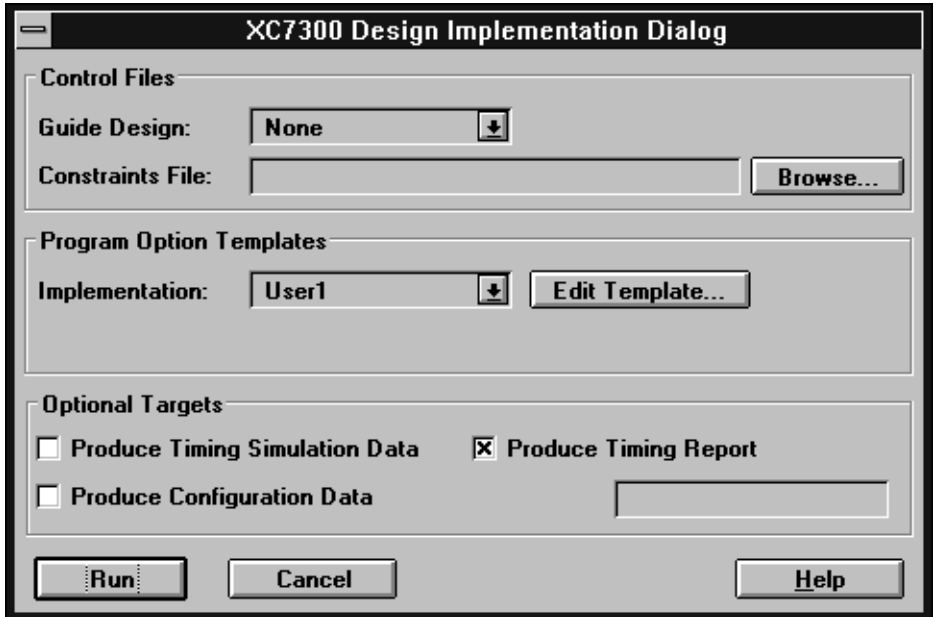 XC7300 Design Implementation Dialog
Control Files
Guide Design: None
Constraints File: Browse...
Program Option Templates
Implementation: User1 Edit Template...
Optional Targets
Produce Timing Simulation Data Produce Timing Report
Produce Configuration Data
Run Cancel Help